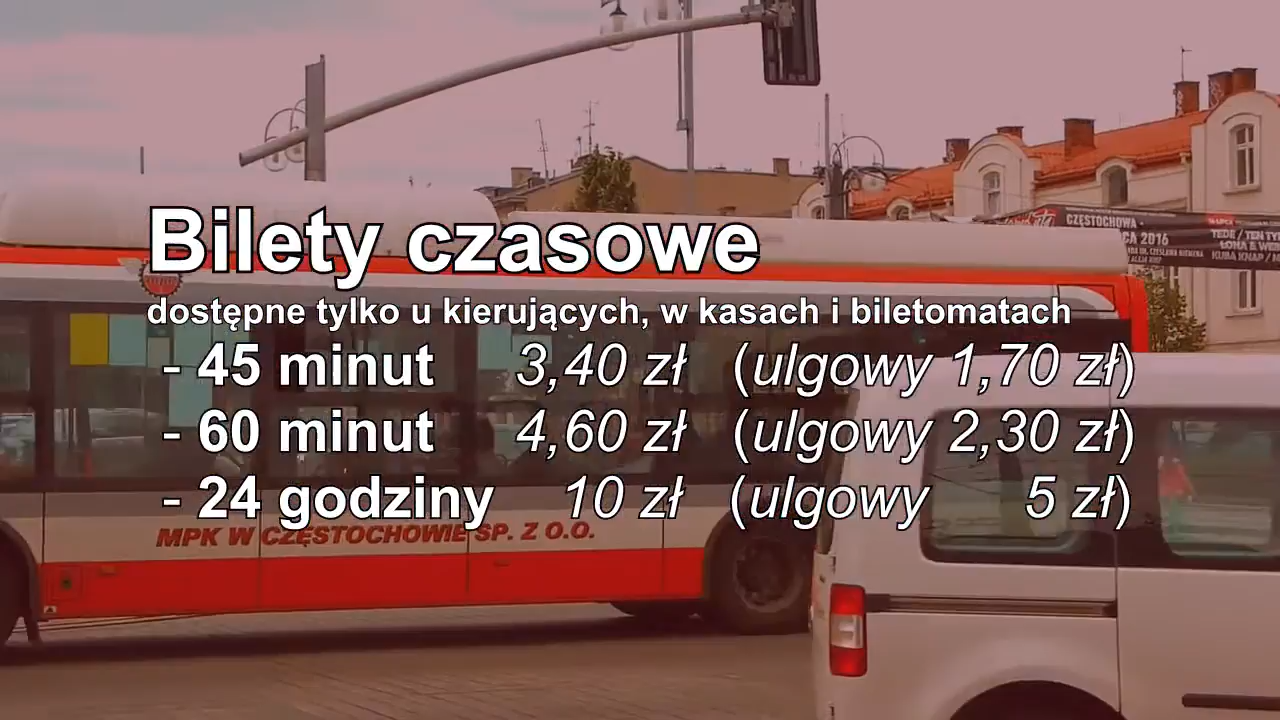 CZĘSTOCHOWA
2016
Bilety czasowe
dostępne tylko u kierujących, w kasach i biletomatach
- 45 minut 3,40 zł (ulgowy 1,70 zł)
- 60 minut 4,60 zł (ulgowy 2,30 zł)
- 24 godziny 10 zł (ulgowy 5 zł)
MPK W CZĘSTOCHOWIE SP. Z O.O.